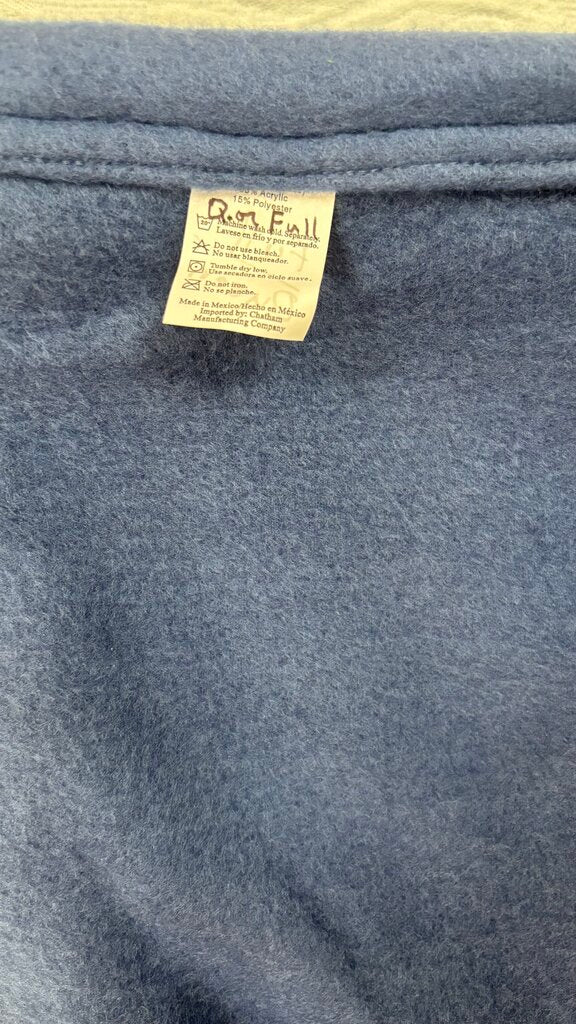 % Acrylic
15% Polyester
Q. or Full
Machine wash cold. Separately.
Lavese en frío y por separado.
Do not use bleach.
No usar blanqueador.
Tumble dry low.
Use secadora en ciclo suave.
Do not iron.
No se planche.
Made in Mexico/Hecho en México
Imported by: Chatham
Manufacturing Company